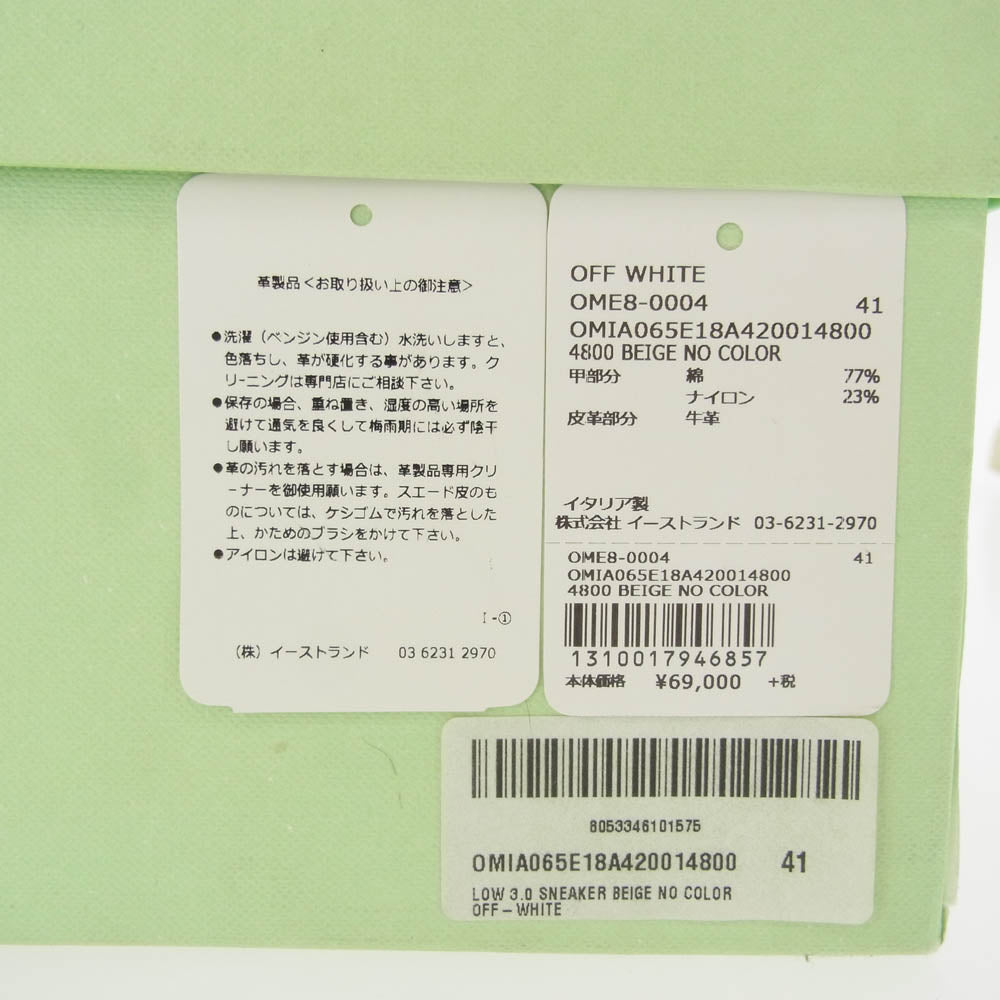 革製品<お取り扱い上の御注意>
●洗濯（ベンジン使用含む）水洗いしますと、
色落ちし、革が硬化する事があります。ク
リーニングは専門店にご相談下さい。
●保存の場合、重ね置き、湿度の高い場所を
避けて通気を良くして梅雨期には必ず陰干
し願います。
●革の汚れを落とす場合は、革製品専用クリ
ーナーを御使用願います。スエード皮のも
のについては、ケシゴムで汚れを落とした
上、かためのブラシをかけて下さい。
●アイロンは避けて下さい。
I-①
（株）イーストランド 03 6231 2970
OFF WHITE
OME8-0004 41
OMIA065E18A420014800
4800 BEIGE NO COLOR
甲部分 綿 77%
ナイロン 23%
皮革部分 牛革
イタリア製
株式会社 イーストランド 03-6231-2970
OME8-0004 41
OMIA065E18A420014800
4800 BEIGE NO COLOR
1310017946857
本体価格 ¥69,000 +税
8053346101575
OMIA065E18A420014800 41
LOW 3.0 SNEAKER BEIGE NO COLOR
OFF-WHITE